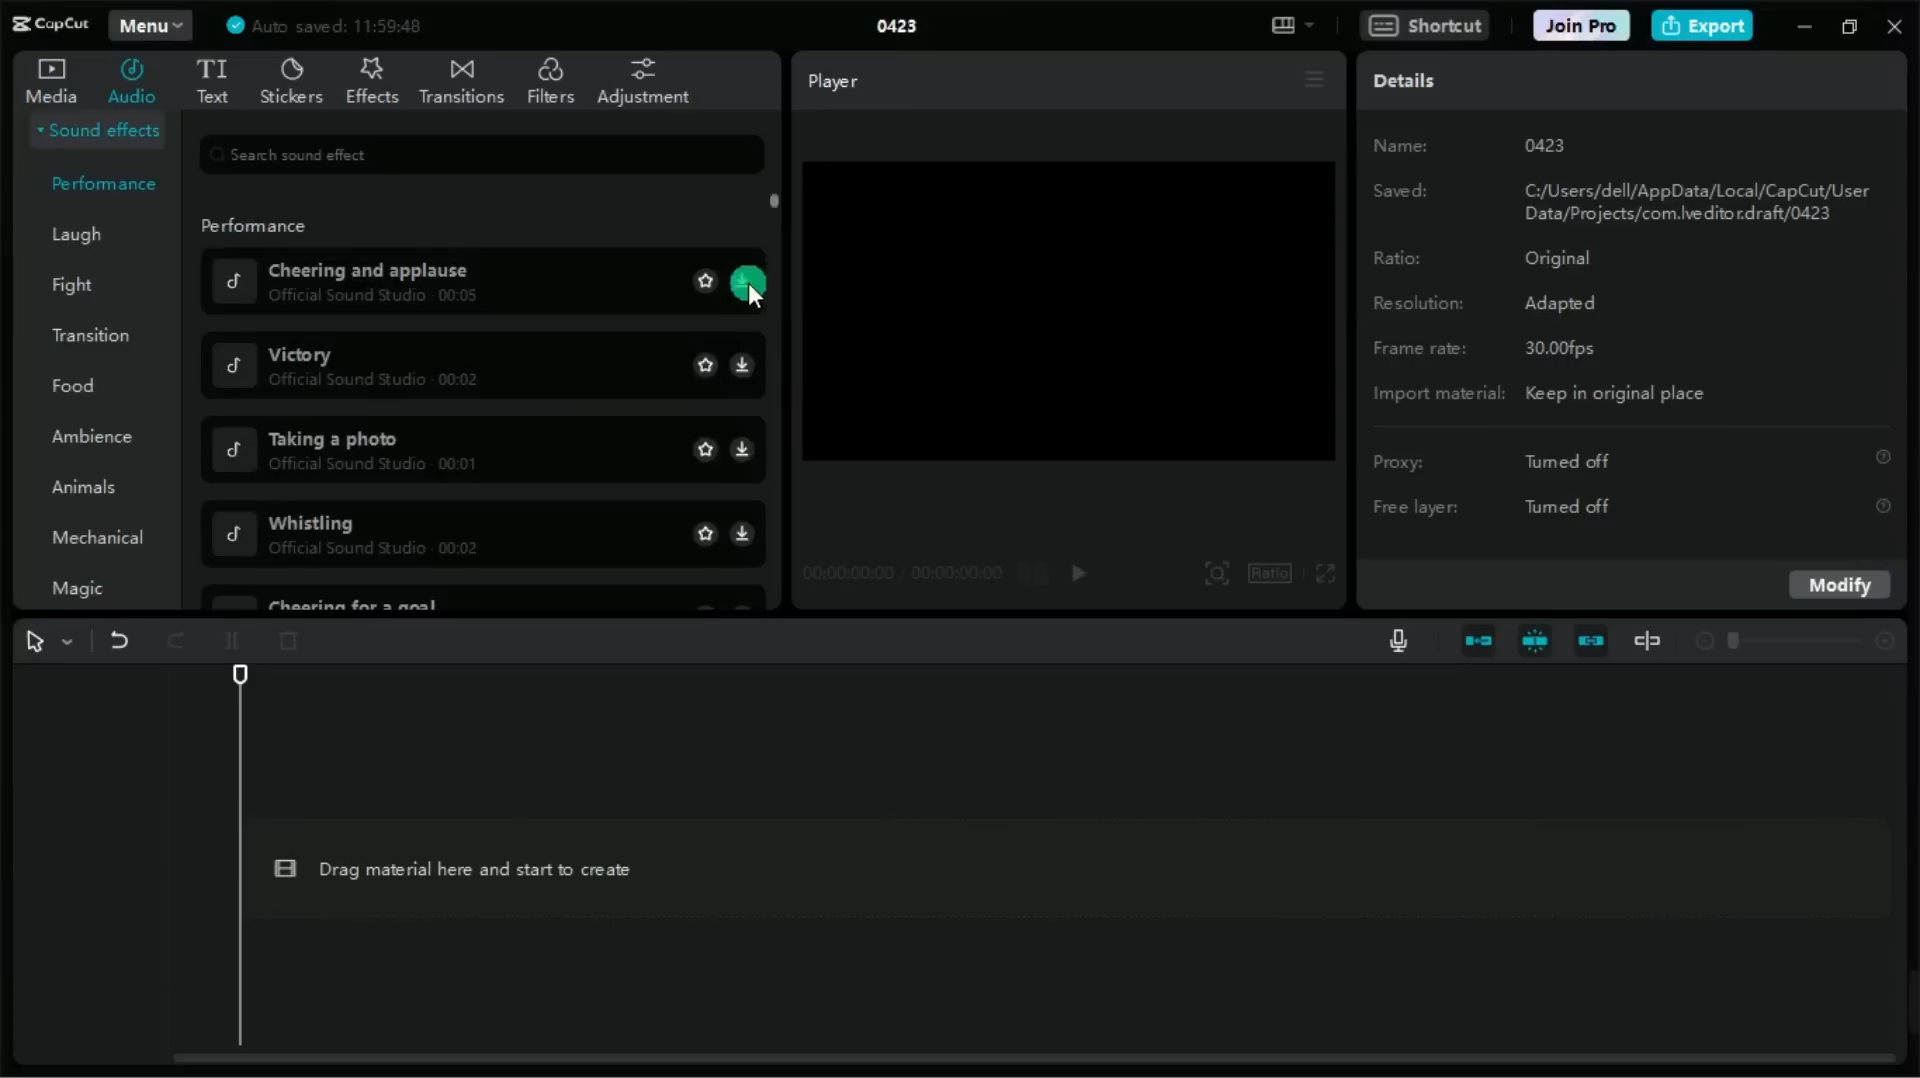 CapCut
Menu
Auto saved: 11:59:48
0423
Shortcut
Join Pro
Export
Media
Audio
TI
Text
Stickers
Effects
Transitions
Filters
Adjustment
Sound effects
Performance
Laugh
Fight
Transition
Food
Ambience
Animals
Mechanical
Magic
Search sound effect
Performance
Cheering and applause
Official Sound Studio · 00:05
Victory
Official Sound Studio · 00:02
Taking a photo
Official Sound Studio · 00:01
Whistling
Official Sound Studio · 00:02
Cheering for a goal
Player
00:00:00:00 / 00:00:00:00
Ratio
Details
Name: 0423
Saved: C:/Users/dell/AppData/Local/CapCut/User
Data/Projects/com.lveditor.draft/0423
Ratio: Original
Resolution: Adapted
Frame rate: 30.00fps
Import material: Keep in original place
Proxy: Turned off
Free layer: Turned off
Modify
Drag material here and start to create